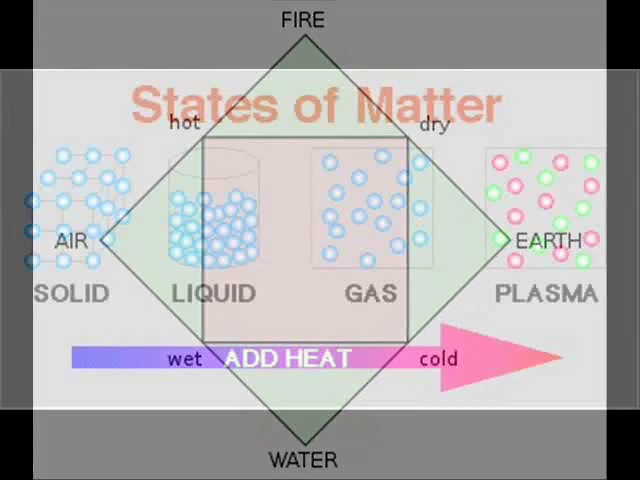 FIRE
States of Matter
hot
dry
AIR
EARTH
SOLID
LIQUID
GAS
PLASMA
wet
ADD HEAT
cold
WATER